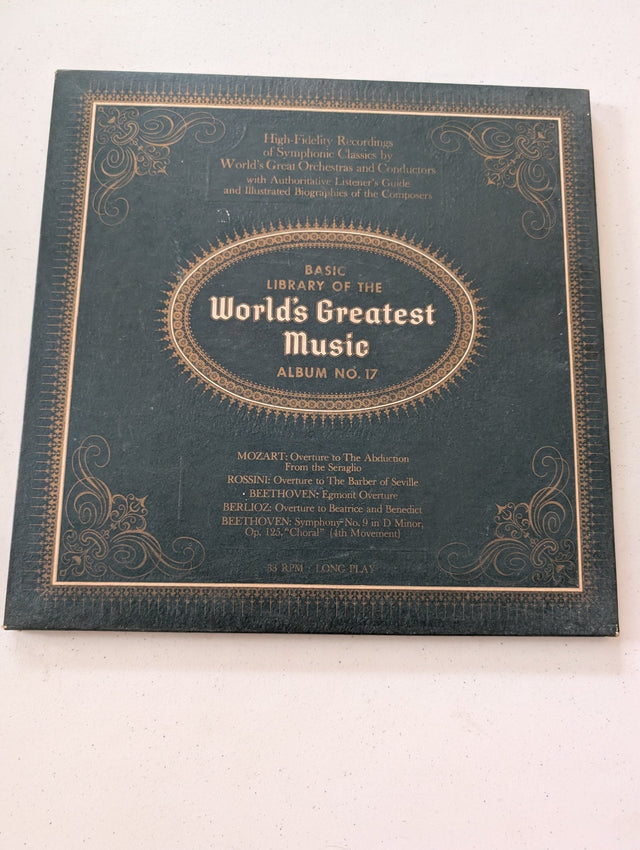 High-Fidelity Recordings
of Symphonic Classics by
World's Great Orchestras and Conductors
with Authoritative Listener's Guide
and Illustrated Biographies of the Composers
BASIC
LIBRARY OF THE
World's Greatest
Music
ALBUM NO. 17
MOZART: Overture to The Abduction
From the Seraglio
ROSSINI: Overture to The Barber of Seville
BEETHOVEN: Egmont Overture
BERLIOZ: Overture to Beatrice and Benedict
BEETHOVEN: Symphony No. 9 in D Minor,
Op. 125, "Choral" (4th Movement)
33 RPM · LONG PLAY